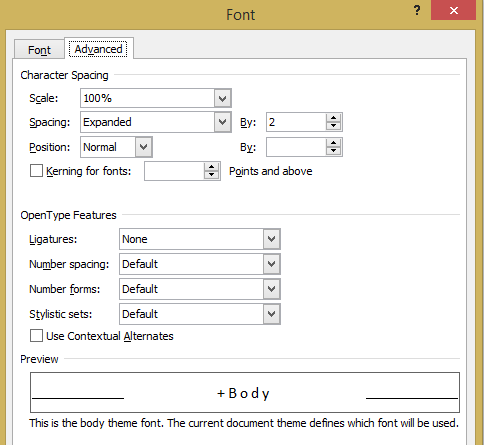 Font ?
Font Advanced
Character Spacing
Scale: 100%
Spacing: Expanded By: 2
Position: Normal By:
Kerning for fonts: Points and above
OpenType Features
Ligatures: None
Number spacing: Default
Number forms: Default
Stylistic sets: Default
Use Contextual Alternates
Preview
+Body
This is the body theme font. The current document theme defines which font will be used.